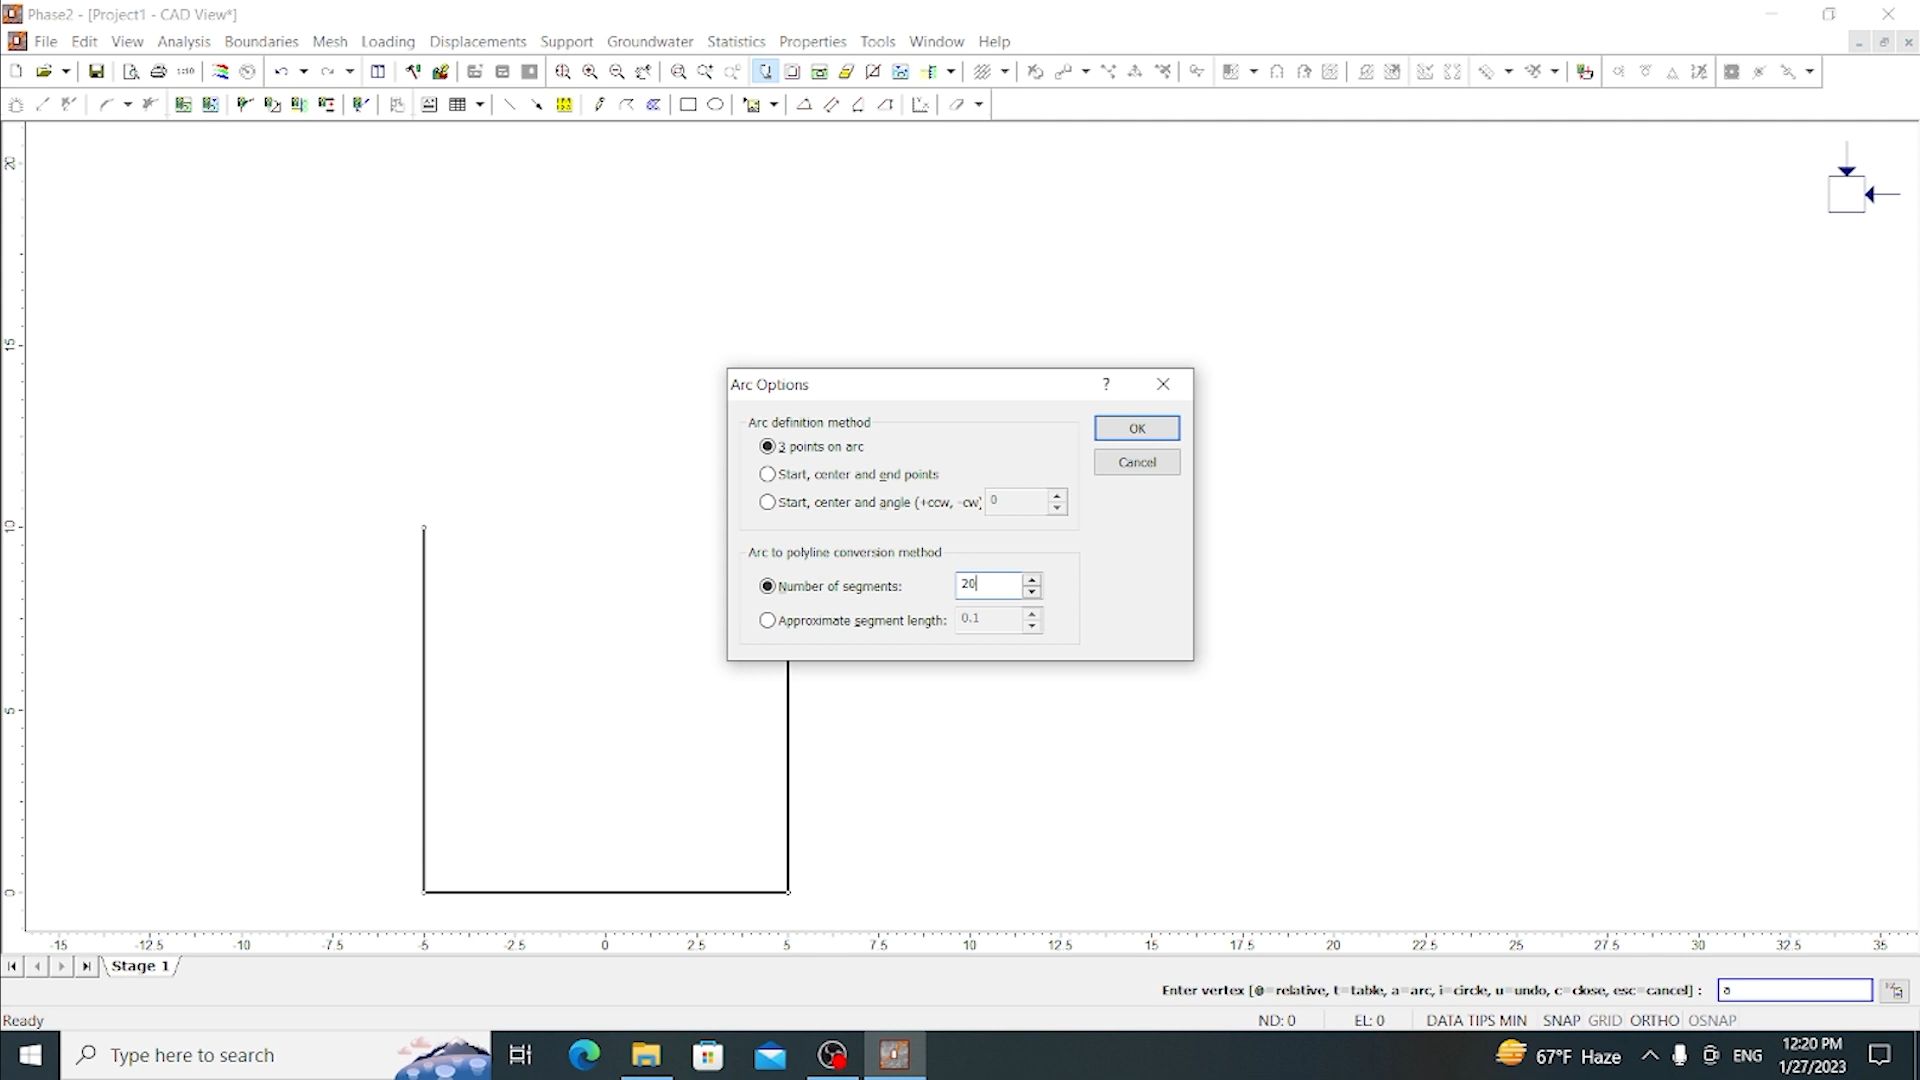 Phase2 - [Project1 - CAD View*]
File Edit View Analysis Boundaries Mesh Loading Displacements Support Groundwater Statistics Properties Tools Window Help
20
15
10
5
0
Arc Options ?
Arc definition method
3 points on arc
OK
Start, center and end points
Cancel
Start, center and angle (+ccw, -cw) 0
Arc to polyline conversion method
Number of segments: 20
Approximate segment length: 0.1
-15 -12.5 -10 -7.5 -5 -2.5 0 2.5 5 7.5 10 12.5 15 17.5 20 22.5 25 27.5 30 32.5 35
Stage 1
Enter vertex [@=relative, t=table, a=arc, i=circle, u=undo, c=close, esc=cancel] : a
Ready ND: 0 EL: 0 DATA TIPS MIN SNAP GRID ORTHO OSNAP
Type here to search 67°F Haze ENG 12:20 PM
1/27/2023